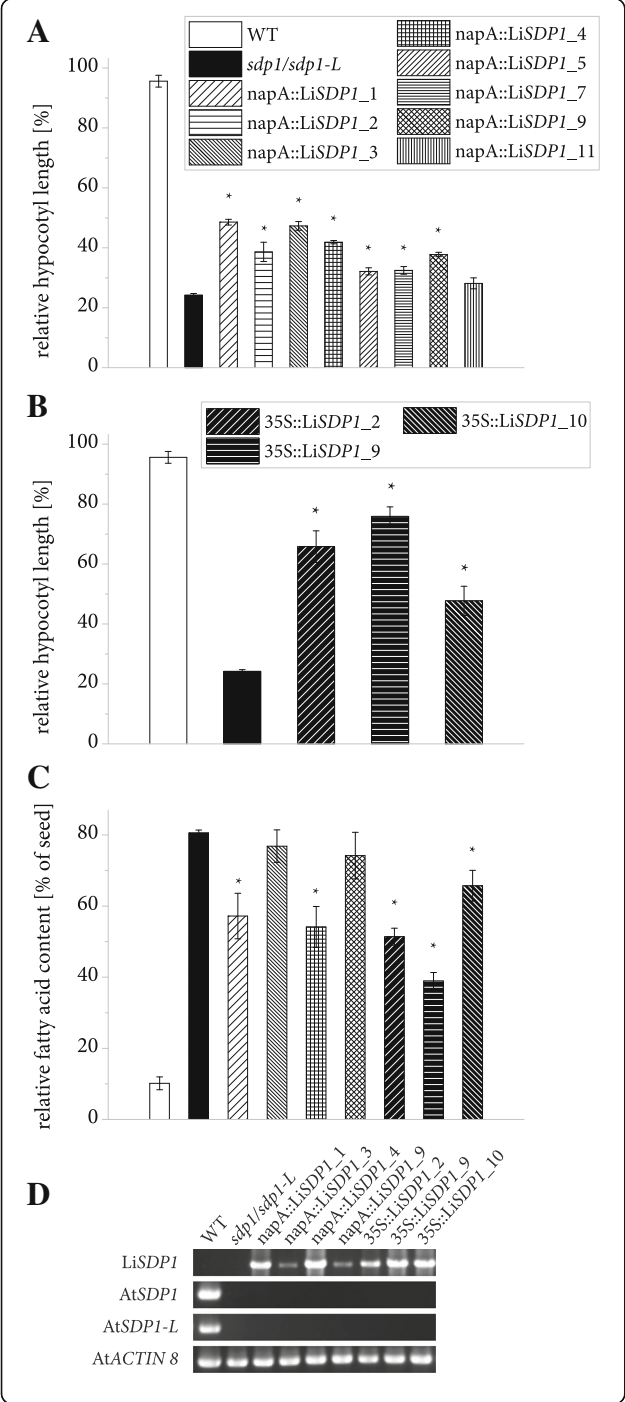 A
WT
sdp1/sdp1-L
napA::LiSDP1_1
napA::LiSDP1_2
napA::LiSDP1_3
napA::LiSDP1_4
napA::LiSDP1_5
napA::LiSDP1_7
napA::LiSDP1_9
napA::LiSDP1_11
relative hypocotyl length [%]
100
80
60
40
20
0
* * * * * * *
B
35S::LiSDP1_2
35S::LiSDP1_9
35S::LiSDP1_10
relative hypocotyl length [%]
100
80
60
40
20
0
* * *
C
relative fatty acid content [% of seed]
80
60
40
20
0
* * * * *
D
WT
sdp1/sdp1-L
napA::LiSDP1_1
napA::LiSDP1_3
napA::LiSDP1_4
napA::LiSDP1_9
35S::LiSDP1_2
35S::LiSDP1_9
35S::LiSDP1_10
LiSDP1
AtSDP1
AtSDP1-L
AtACTIN 8